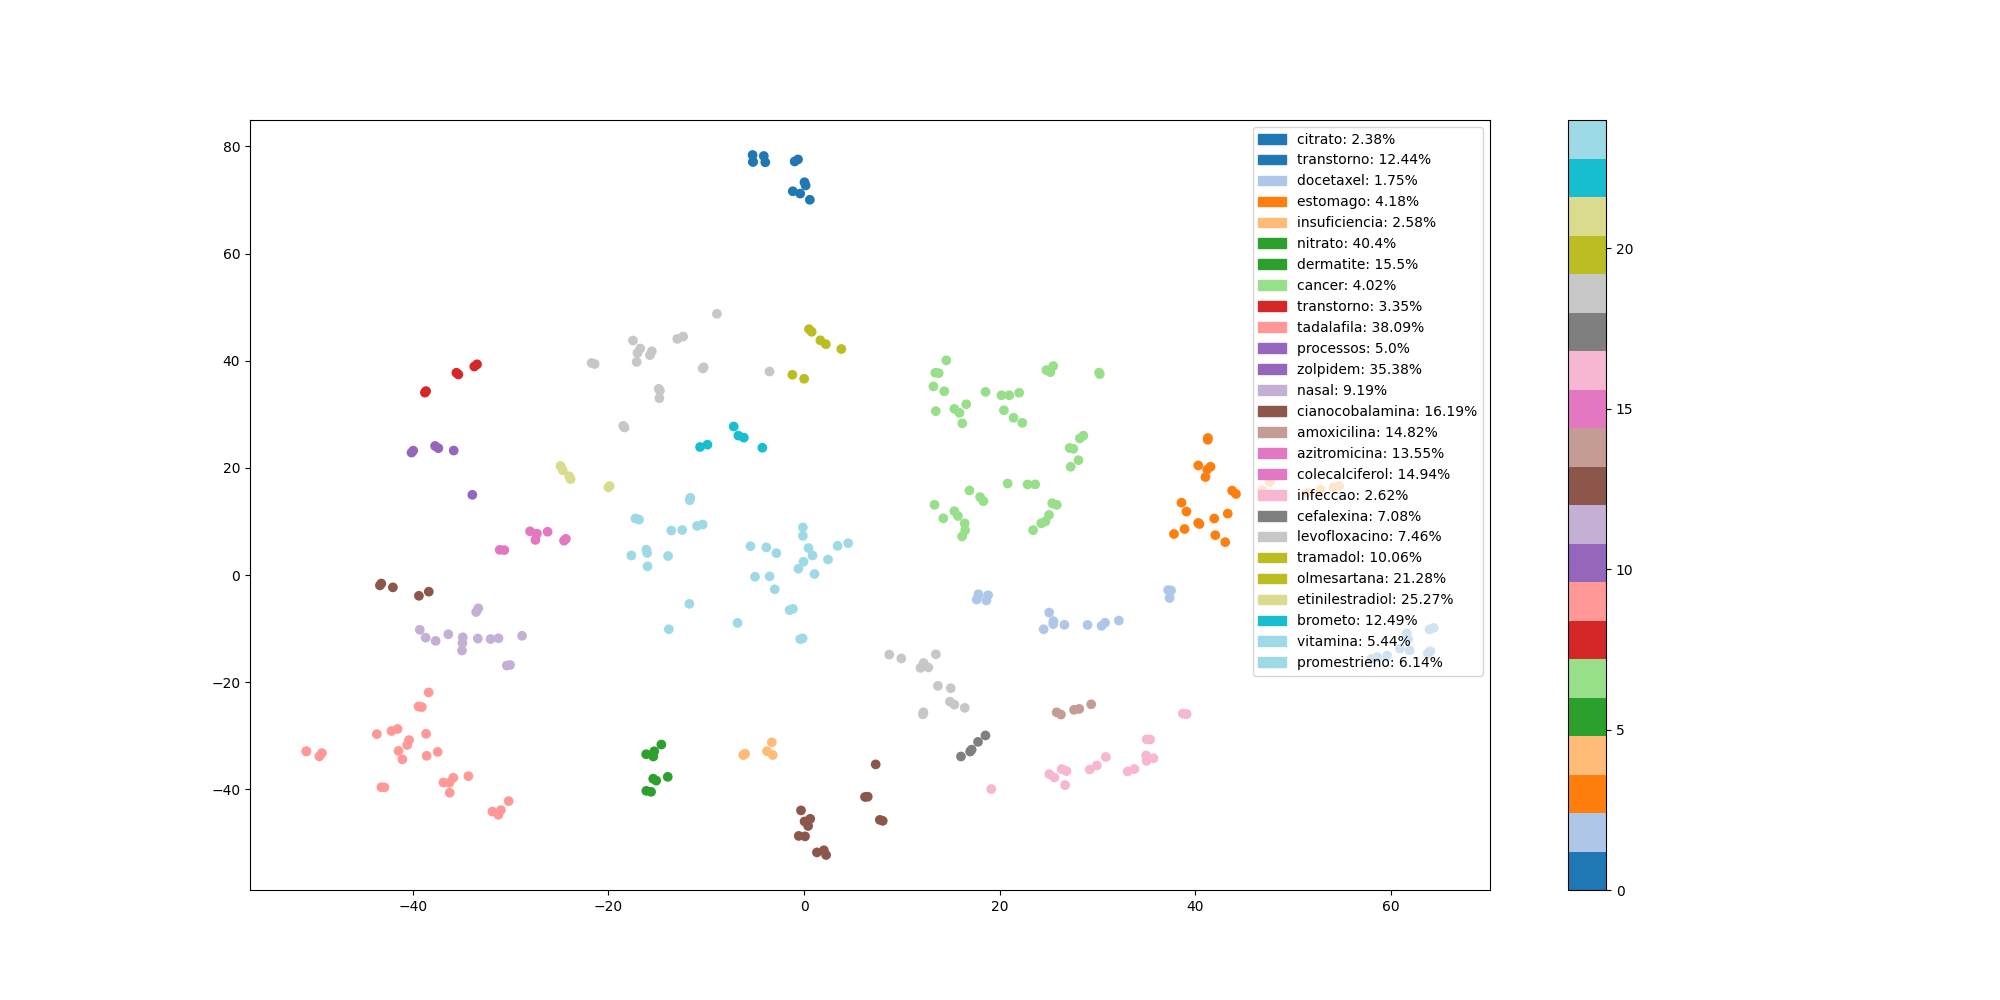 citrato: 2.38%
transtorno: 12.44%
docetaxel: 1.75%
estomago: 4.18%
insuficiencia: 2.58%
nitrato: 40.4%
dermatite: 15.5%
cancer: 4.02%
transtorno: 3.35%
tadalafila: 38.09%
processos: 5.0%
zolpidem: 35.38%
nasal: 9.19%
cianocobalamina: 16.19%
amoxicilina: 14.82%
azitromicina: 13.55%
colecalciferol: 14.94%
infeccao: 2.62%
cefalexina: 7.08%
levofloxacino: 7.46%
tramadol: 10.06%
olmesartana: 21.28%
etinilestradiol: 25.27%
brometo: 12.49%
vitamina: 5.44%
promestrieno: 6.14%
80
60
40
20
0
−20
−40
−40 −20 0 20 40 60
20
15
10
5
0